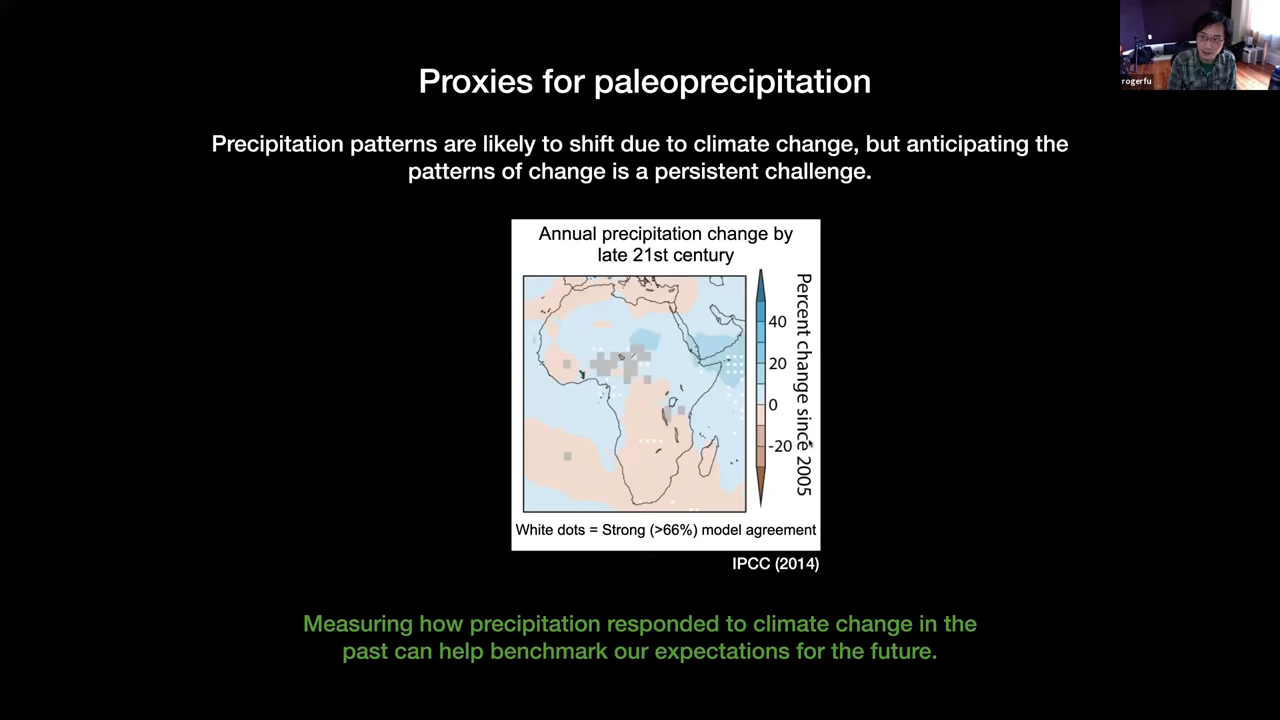 rogerfu
Proxies for paleoprecipitation
Precipitation patterns are likely to shift due to climate change, but anticipating the
patterns of change is a persistent challenge.
Annual precipitation change by
late 21st century
40
20
0
-20
Percent change since 2005
White dots = Strong (>66%) model agreement
IPCC (2014)
Measuring how precipitation responded to climate change in the
past can help benchmark our expectations for the future.